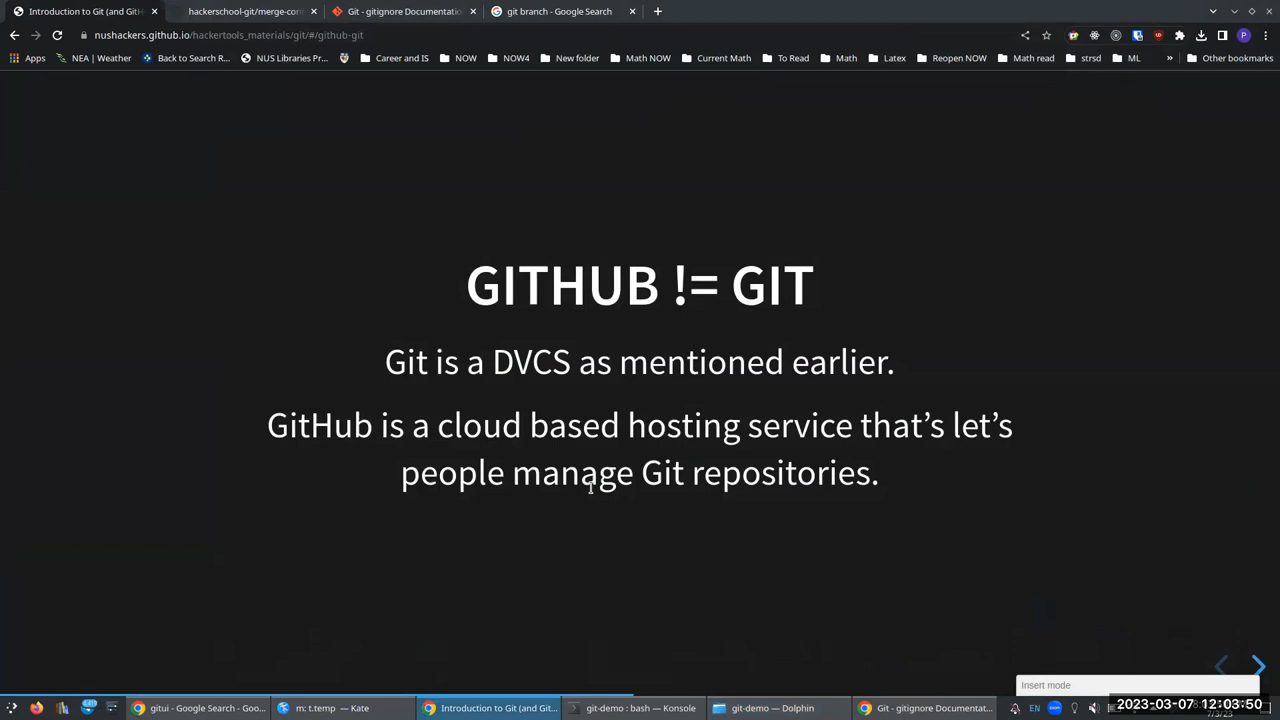 Introduction to Git (and GitH
hackerschool-git/merge-conf
Git - gitignore Documentatio
git branch - Google Search
nushackers.github.io/hackertools_materials/git/#/github-git
Apps
NEA | Weather
Back to Search R...
NUS Libraries Pr...
Career and IS
NOW
NOW4
New folder
Math NOW
Current Math
To Read
Math
Latex
Reopen NOW
Math read
strsd
ML
»
Other bookmarks
GITHUB != GIT
Git is a DVCS as mentioned earlier.
GitHub is a cloud based hosting service that’s let’s
people manage Git repositories.
Insert mode
gitui - Google Search - Goo...
m: t.temp — Kate
Introduction to Git (and Git...
git-demo : bash — Konsole
git-demo — Dolphin
Git - gitignore Documentat...
EN
2023-03-07 12:03:50
7/3/23